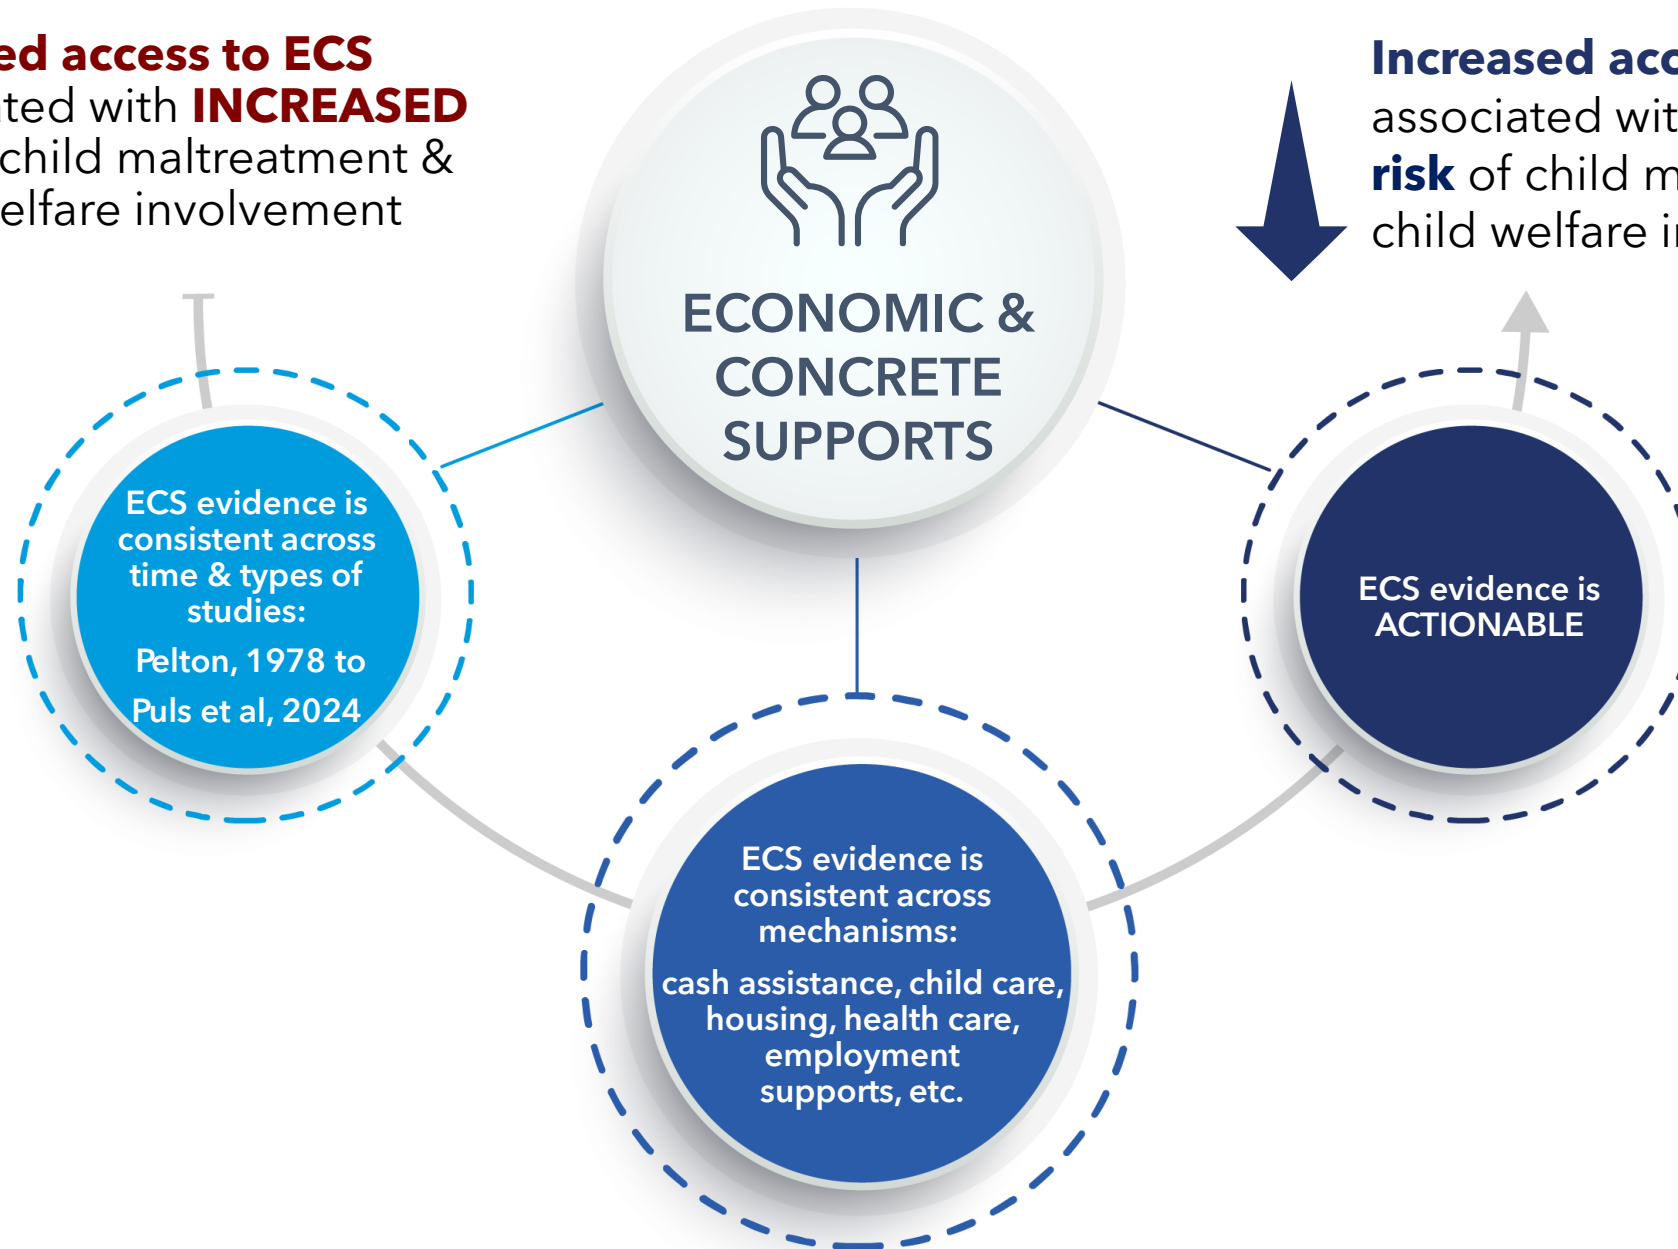 ed access to ECS
ated with INCREASED
child maltreatment &
elfare involvement
ECONOMIC &
CONCRETE
SUPPORTS
Increased acc
associated wit
risk of child m
child welfare i
ECS evidence is
consistent across
time & types of
studies:
Pelton, 1978 to
Puls et al, 2024
ECS evidence is
consistent across
mechanisms:
cash assistance, child care,
housing, health care,
employment
supports, etc.
ECS evidence is
ACTIONABLE